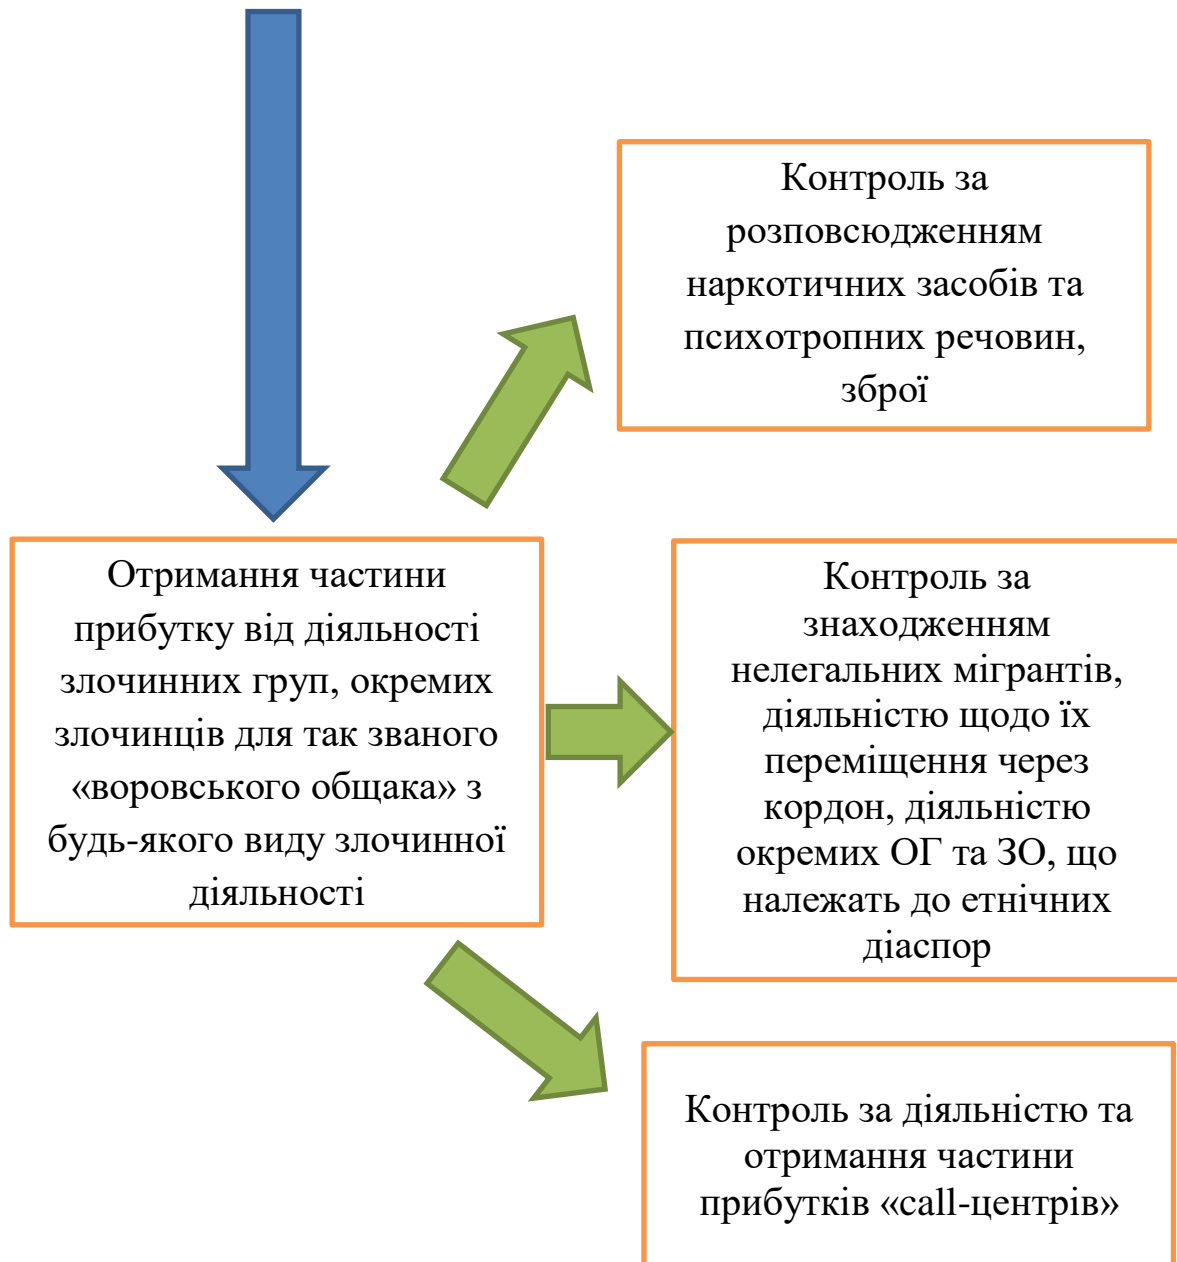 Контроль за
розповсюдженням
наркотичних засобів та
психотропних речовин,
зброї
Отримання частини
прибутку від діяльності
злочинних груп, окремих
злочинців для так званого
«воровського общака» з
будь-якого виду злочинної
діяльності
Контроль за
знаходженням
нелегальних мігрантів,
діяльністю щодо їх
переміщення через
кордон, діяльністю
окремих ОГ та ЗО, що
належать до етнічних
діаспор
Контроль за діяльністю та
отримання частини
прибутків «call-центрів»